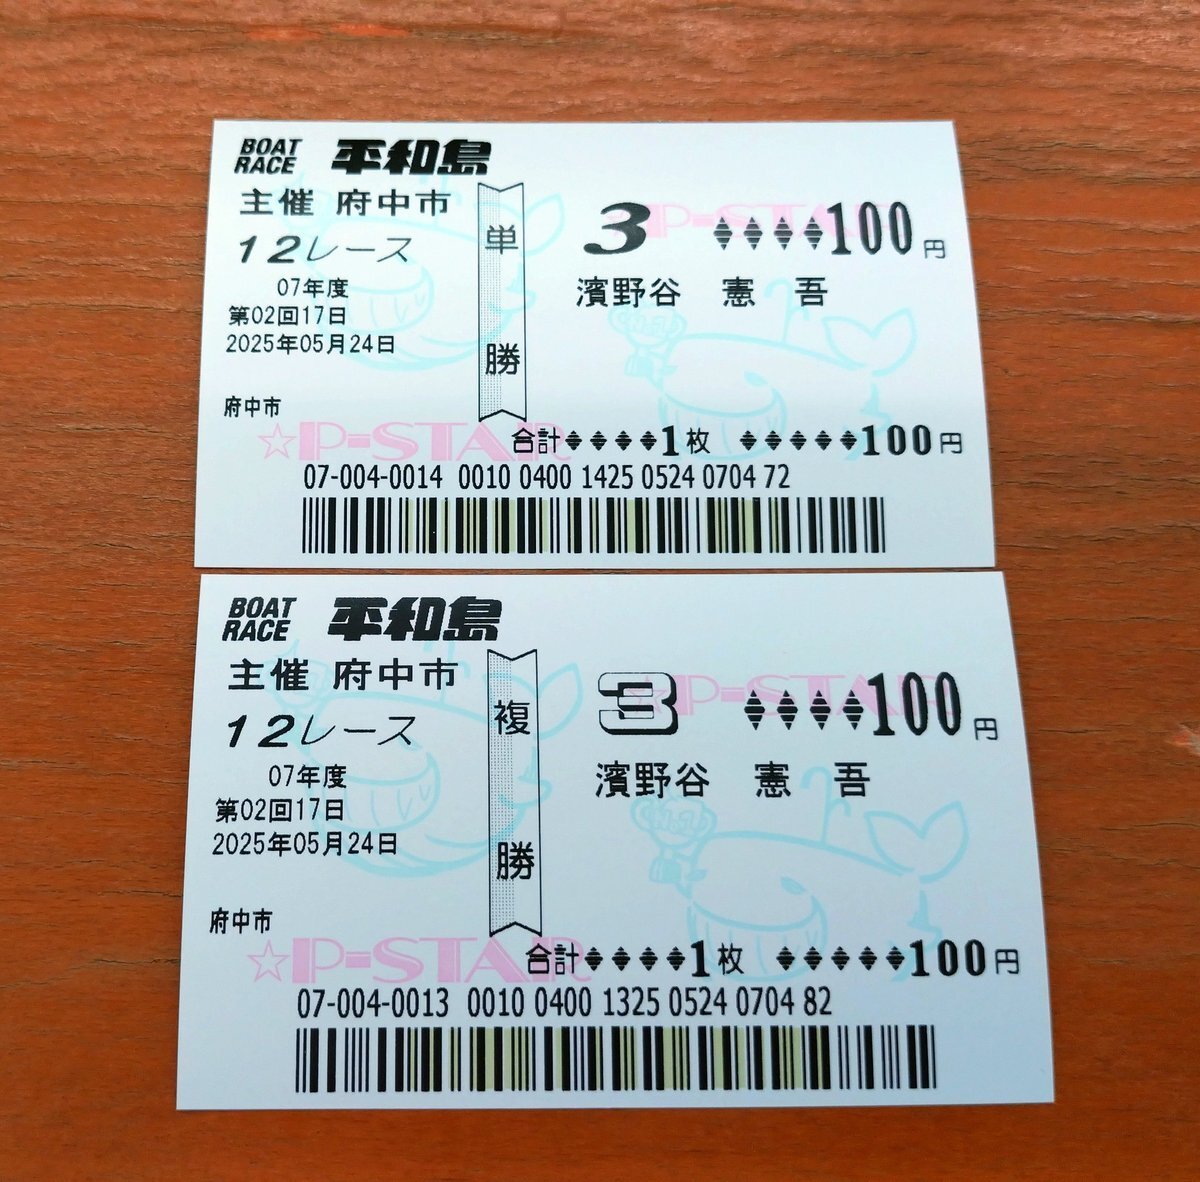 BOAT RACE 平和島
主催 府中市
12レース
07年度
第02回17日
2025年05月24日
府中市
単勝
3 ♦♦♦♦100円
濱野谷 憲 吾
☆P=STAR
☆P=STAR
合計♦♦♦♦1枚 ♦♦♦♦♦100円
07-004-0014 0010 0400 1425 0524 0704 72
BOAT RACE 平和島
主催 府中市
12レース
07年度
第02回17日
2025年05月24日
府中市
複勝
3 ♦♦♦♦100円
濱野谷 憲 吾
☆P=STAR
☆P=STAR
合計♦♦♦♦1枚 ♦♦♦♦♦100円
07-004-0013 0010 0400 1325 0524 0704 82